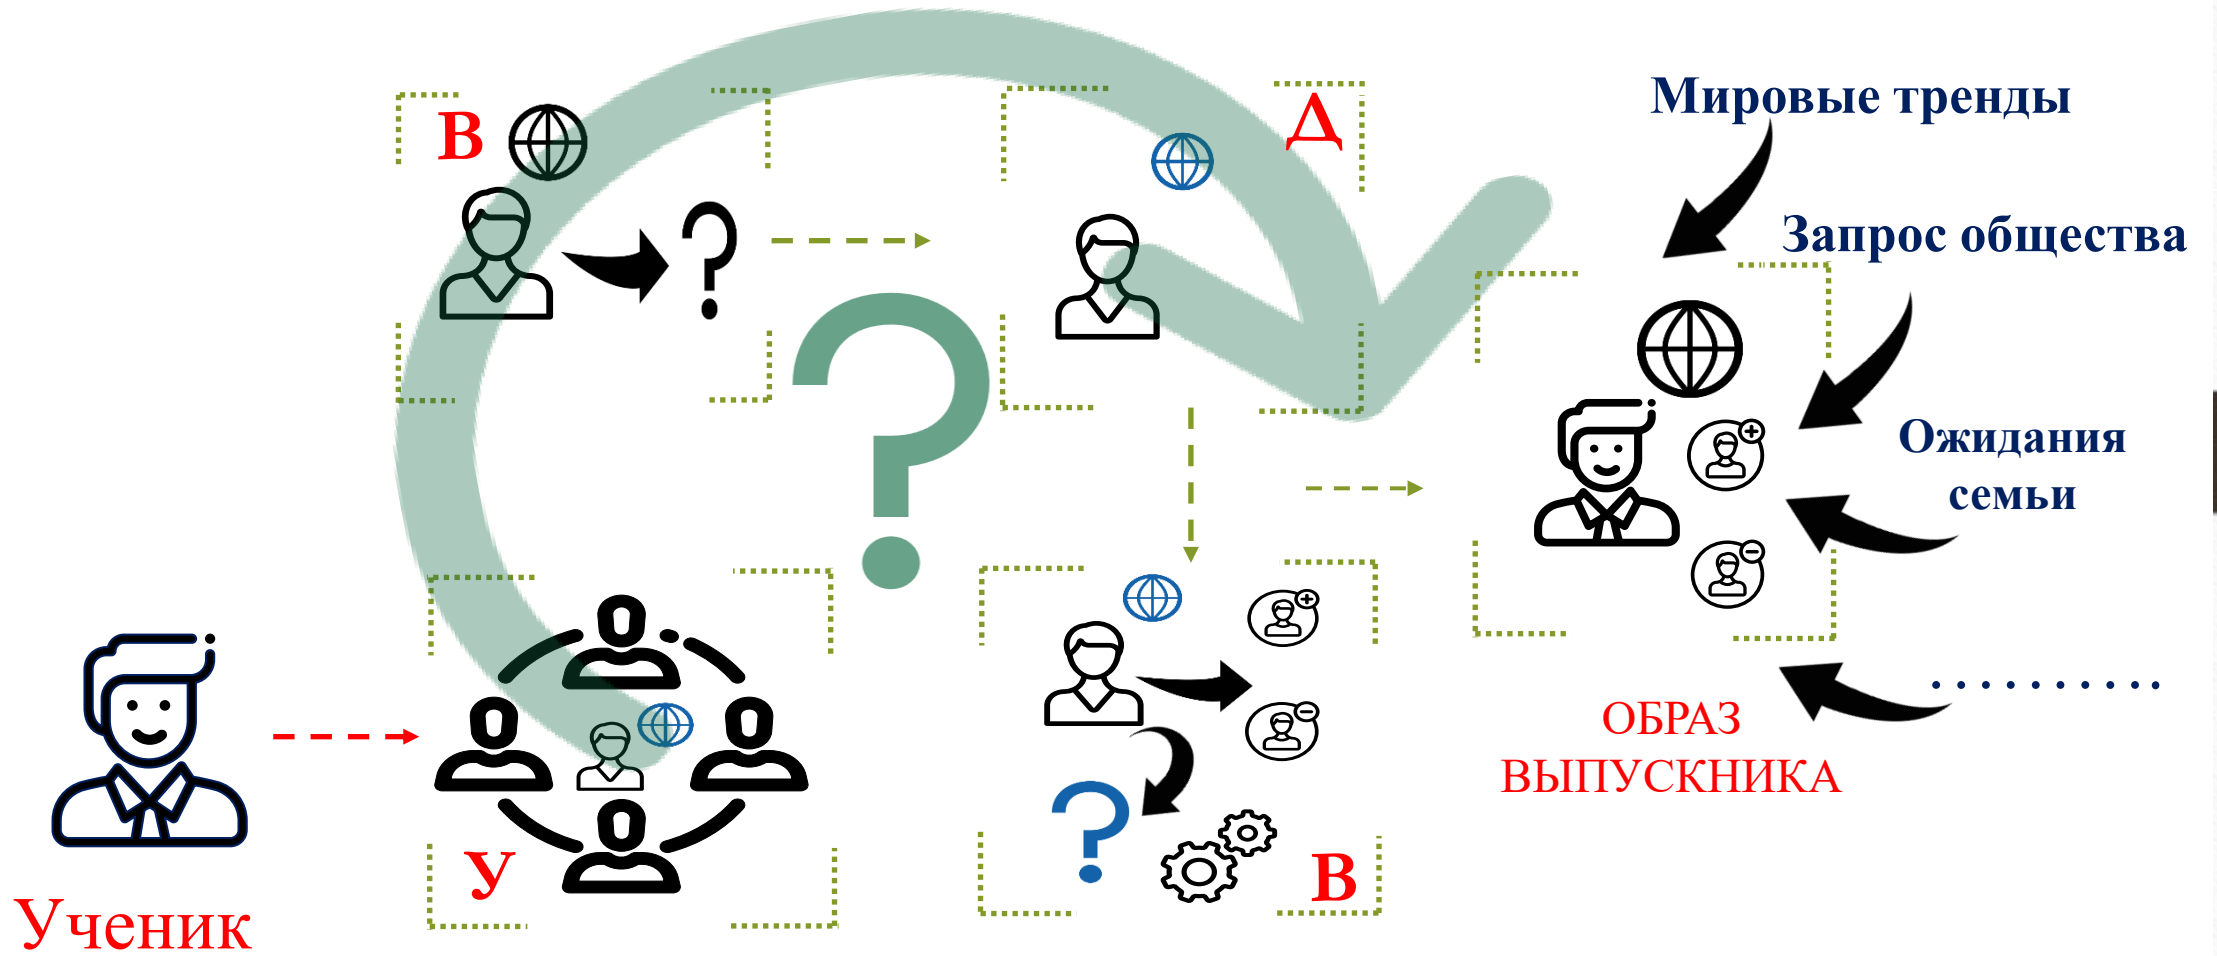 В
?
Д
Мировые тренды
Запрос общества
?
Ожидания
семьи
У
Ученик
?
В
ОБРАЗ
ВЫПУСКНИКА
..........